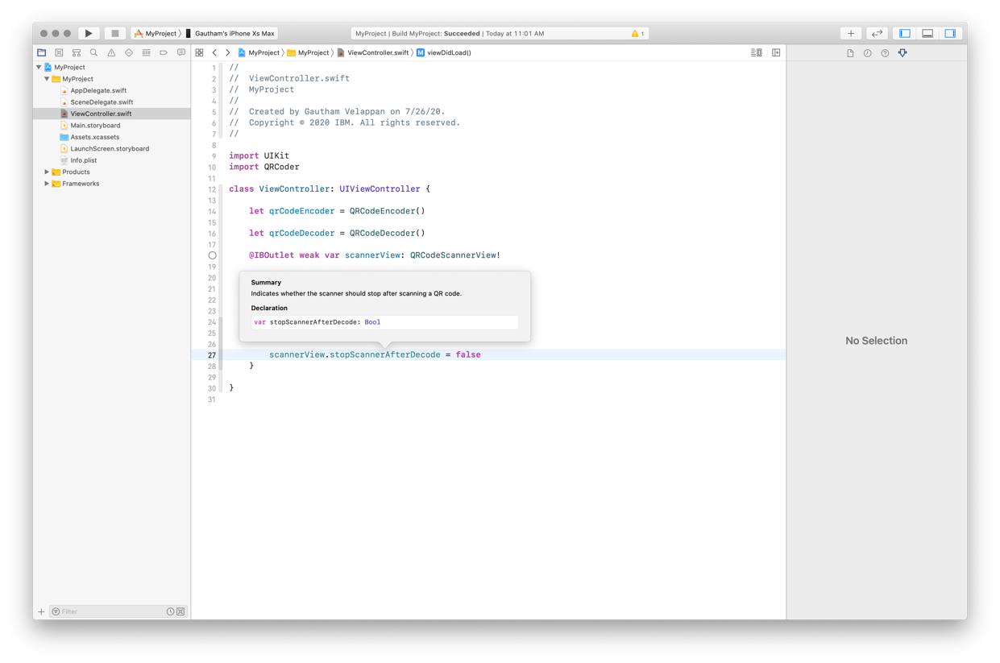 MyProject 〉 Gautham's iPhone Xs Max
MyProject | Build MyProject: Succeeded | Today at 11:01 AM
1
MyProject 〉 MyProject 〉 ViewController.swift 〉 M viewDidLoad()
MyProject
MyProject
AppDelegate.swift
SceneDelegate.swift
ViewController.swift
Main.storyboard
Assets.xcassets
LaunchScreen.storyboard
Info.plist
Products
Frameworks
Filter
1 //
2 //  ViewController.swift
3 //  MyProject
4 //
5 //  Created by Gautham Velappan on 7/26/20.
6 //  Copyright © 2020 IBM. All rights reserved.
7 //
8
9 import UIKit
10 import QRCoder
11
12 class ViewController: UIViewController {
13
14 let qrCodeEncoder = QRCodeEncoder()
15
16 let qrCodeDecoder = QRCodeDecoder()
17
@IBOutlet weak var scannerView: QRCodeScannerView!
19
20
21
22
23
24
25
26
Summary
Indicates whether the scanner should stop after scanning a QR code.
Declaration
var stopScannerAfterDecode: Bool
27 scannerView.stopScannerAfterDecode = false
28 }
29
30 }
31
No Selection